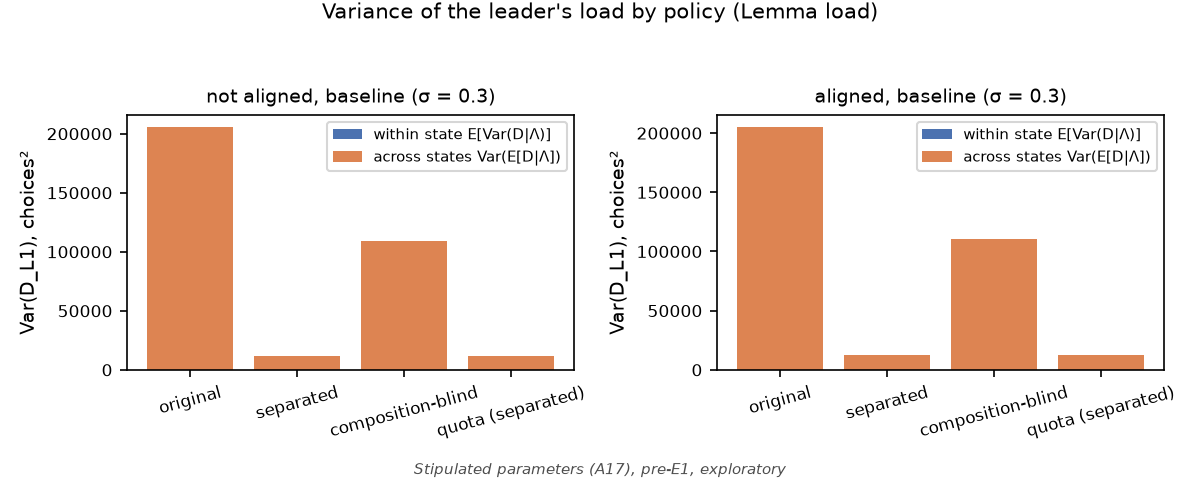 Variance of the leader's load by policy (Lemma load)
not aligned, baseline (σ = 0.3)
Var(D_L1), choices²
200000
150000
100000
50000
0
within state E[Var(D|Λ)]
across states Var(E[D|Λ])
original
separated
composition-blind
quota (separated)
aligned, baseline (σ = 0.3)
Var(D_L1), choices²
200000
150000
100000
50000
0
within state E[Var(D|Λ)]
across states Var(E[D|Λ])
original
separated
composition-blind
quota (separated)
Stipulated parameters (A17), pre-E1, exploratory